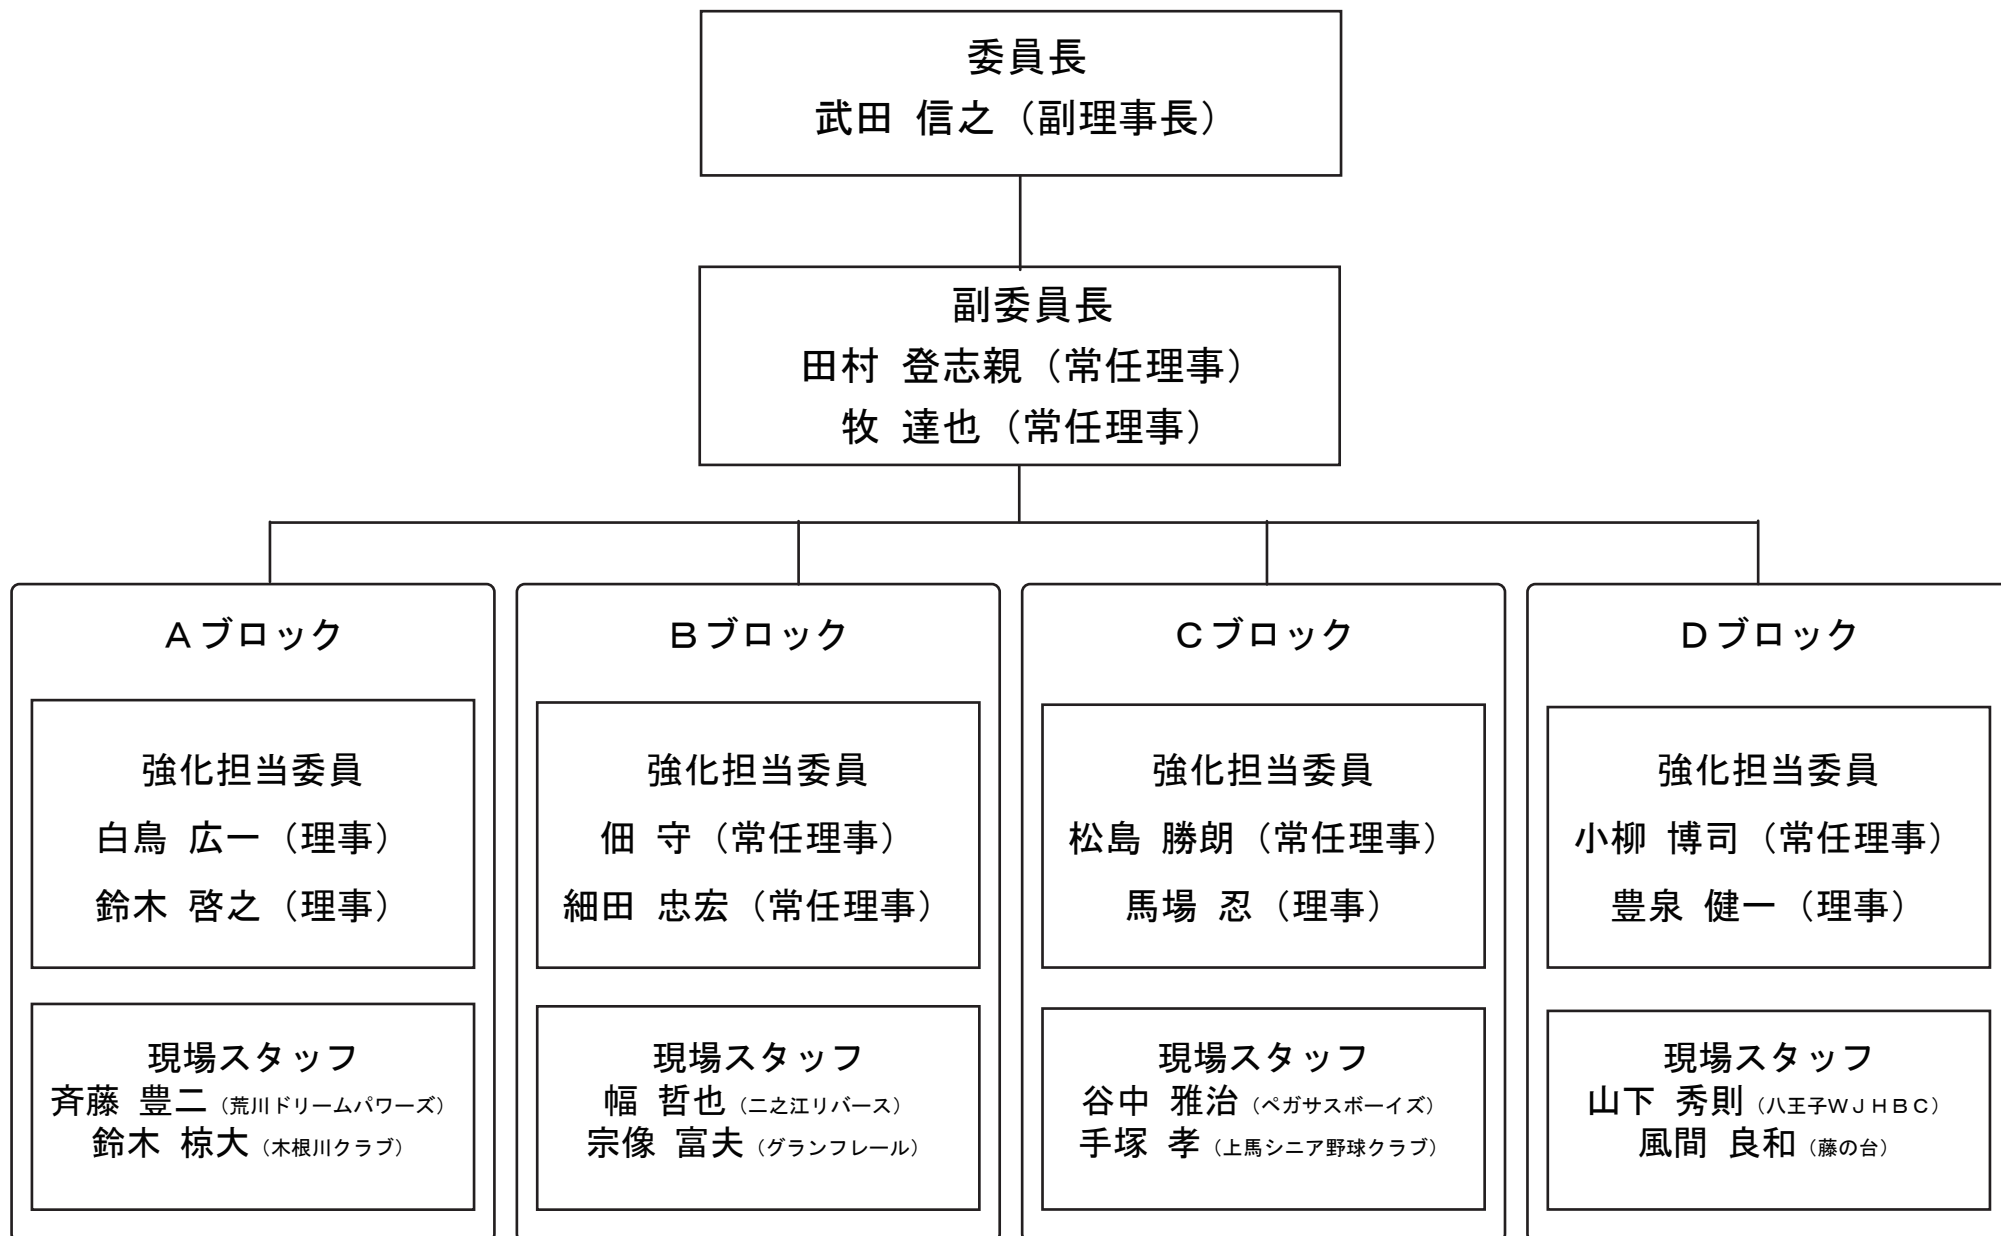 委員長
武田 信之（副理事長）
副委員長
田村 登志親（常任理事）
牧 達也（常任理事）
Aブロック
強化担当委員
白鳥 広一（理事）
鈴木 啓之（理事）
現場スタッフ
斉藤 豊二（荒川ドリームパワーズ）
鈴木 椋大（木根川クラブ）
Bブロック
強化担当委員
佃 守（常任理事）
細田 忠宏（常任理事）
現場スタッフ
幅 哲也（二之江リバース）
宗像 富夫（グランフレール）
Cブロック
強化担当委員
松島 勝朗（常任理事）
馬場 忍（理事）
現場スタッフ
谷中 雅治（ペガサスボーイズ）
手塚 孝（上馬シニア野球クラブ）
Dブロック
強化担当委員
小柳 博司（常任理事）
豊泉 健一（理事）
現場スタッフ
山下 秀則（八王子ＷＪＨＢＣ）
風間 良和（藤の台）